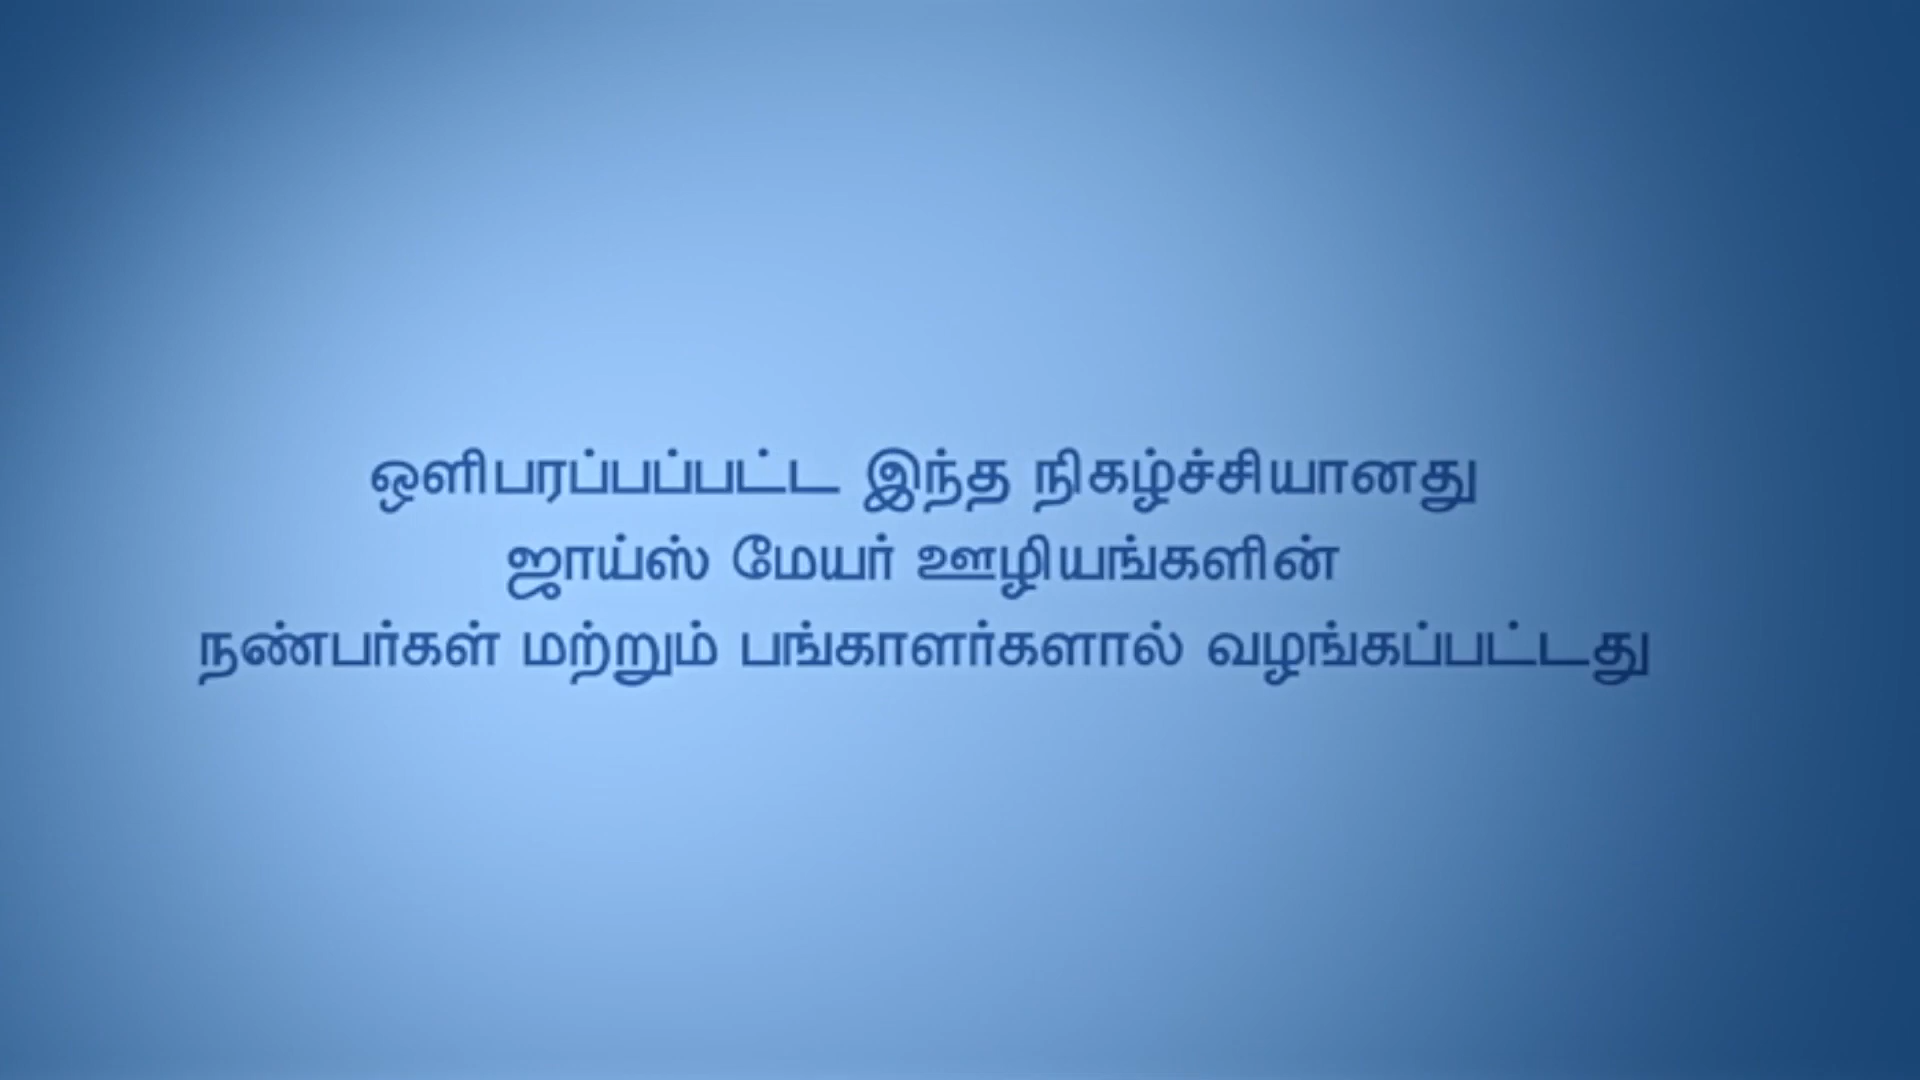 ஒளிபரப்பப்பட்ட இந்த நிகழ்ச்சியானது
ஜாய்ஸ் மேயர் ஊழியங்களின்
நண்பர்கள் மற்றும் பங்காளர்களால் வழங்கப்பட்டது